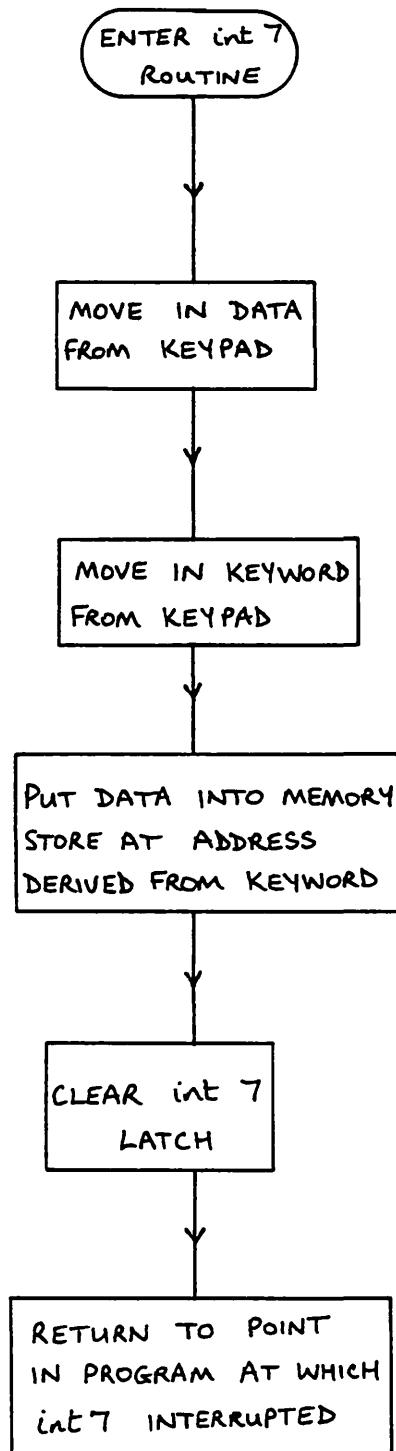 ENTER int 7
ROUTINE
MOVE IN DATA
FROM KEYPAD
MOVE IN KEYWORD
FROM KEYPAD
PUT DATA INTO MEMORY
STORE AT ADDRESS
DERIVED FROM KEYWORD
CLEAR int 7
LATCH
RETURN TO POINT
IN PROGRAM AT WHICH
int 7 INTERRUPTED